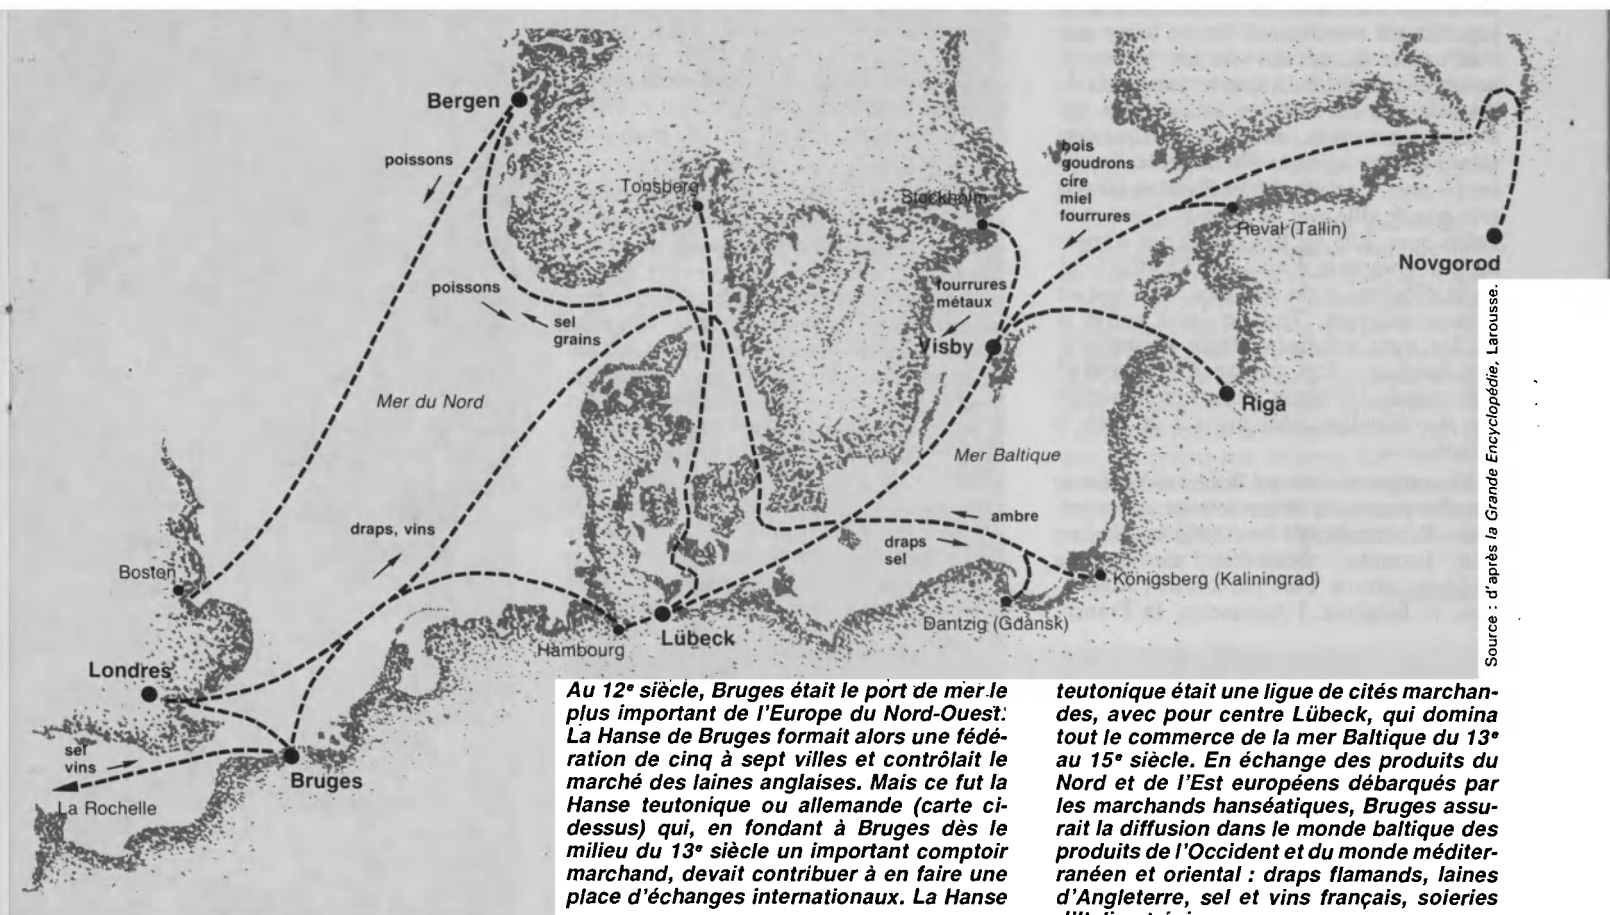 Bergen
poissons
Tonsberg
Stockholm
bois
goudrons
cire
miel
fourrures
Reval (Tallin)
Novgorod
poissons
sel
grains
fourrures
métaux
Visby
Mer du Nord
Riga
Mer Baltique
draps, vins
ambre
draps
sel
Boston
Königsberg (Kaliningrad)
Dantzig (Gdansk)
Lübeck
Hambourg
Londres
sel
vins
Bruges
La Rochelle
Source : d'après la Grande Encyclopédie, Larousse.
Au 12e siècle, Bruges était le port de mer le
plus important de l'Europe du Nord-Ouest.
La Hanse de Bruges formait alors une fédé-
ration de cinq à sept villes et contrôlait le
marché des laines anglaises. Mais ce fut la
Hanse teutonique ou allemande (carte ci-
dessus) qui, en fondant à Bruges dès le
milieu du 13e siècle un important comptoir
marchand, devait contribuer à en faire une
place d'échanges internationaux. La Hanse
teutonique était une ligue de cités marchan-
des, avec pour centre Lübeck, qui domina
tout le commerce de la mer Baltique du 13e
au 15e siècle. En échange des produits du
Nord et de l'Est européens débarqués par
les marchands hanséatiques, Bruges assu-
rait la diffusion dans le monde baltique des
produits de l'Occident et du monde méditer-
ranéen et oriental : draps flamands, laines
d'Angleterre, sel et vins français, soieries